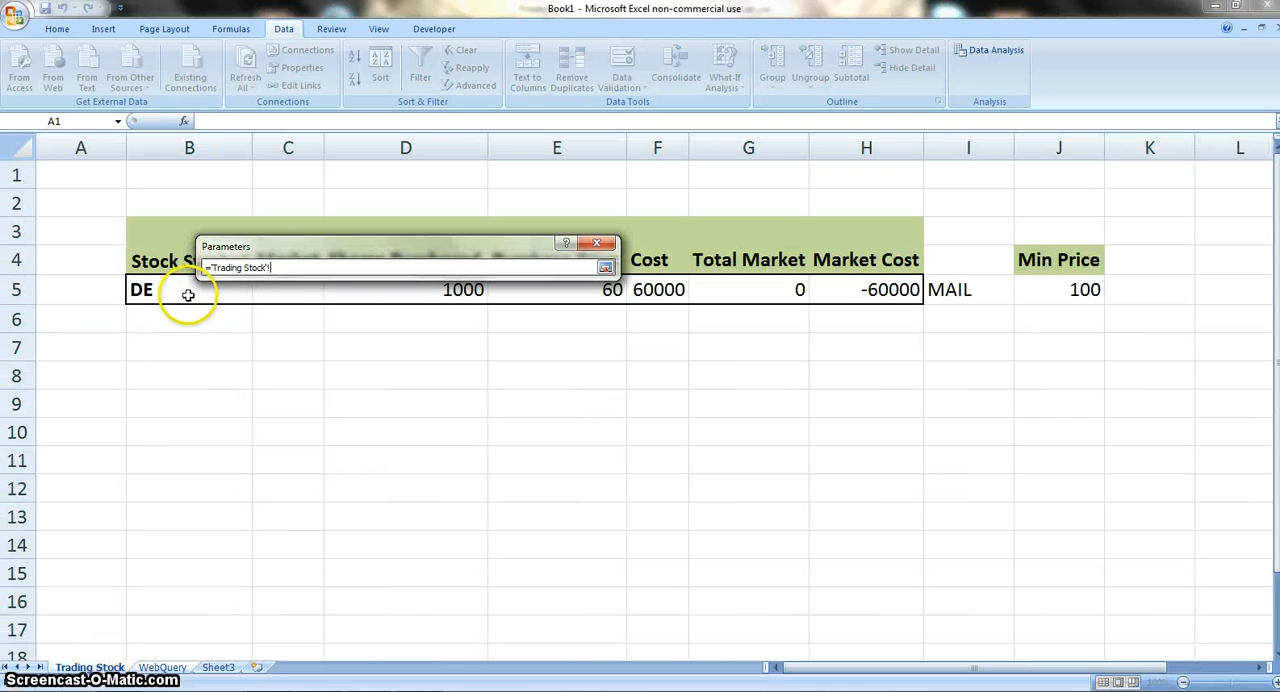 Book1 - Microsoft Excel non-commercial use
Home Insert Page Layout Formulas Data Review View Developer
From Access
From Web
From Text
From Other Sources
Existing Connections
Get External Data
Refresh All
Connections
Properties
Edit Links
Connections
Sort
Filter
Clear
Reapply
Advanced
Sort & Filter
Text to Columns
Remove Duplicates
Data Validation
Consolidate
What-If Analysis
Data Tools
Group
Ungroup
Subtotal
Show Detail
Hide Detail
Outline
Data Analysis
Analysis
A1 fx
A B C D E F G H I J K L
1
2
3
Parameters
='Trading Stock'!
4 Stock Cost Total Market Market Cost Min Price
5 DE 1000 60 60000 0 -60000 MAIL 100
6
7
8
9
10
11
12
13
14
15
16
17
18
Trading Stock WebQuery Sheet3
Screencast-O-Matic.com
100%